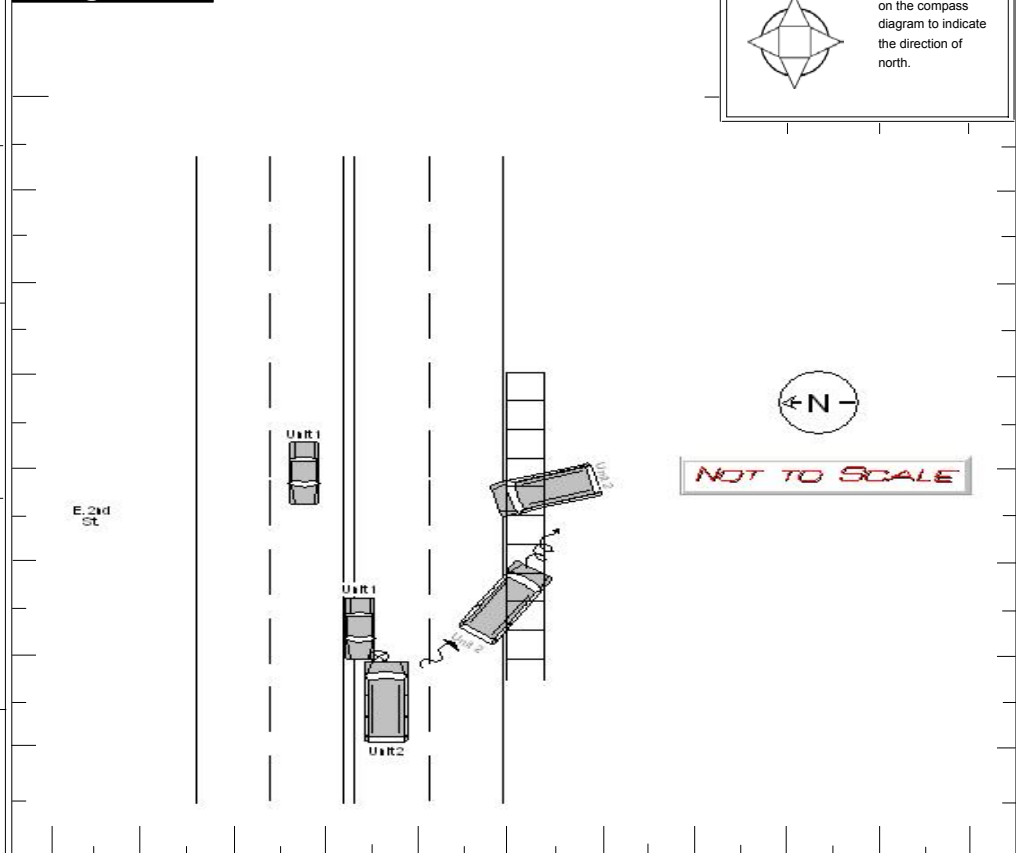 on the compass
diagram to indicate
the direction of
north.
Unit 1
N
NOT TO SCALE
Unit 2
E. 2nd
St.
Unit 1
Unit 2
Unit 2